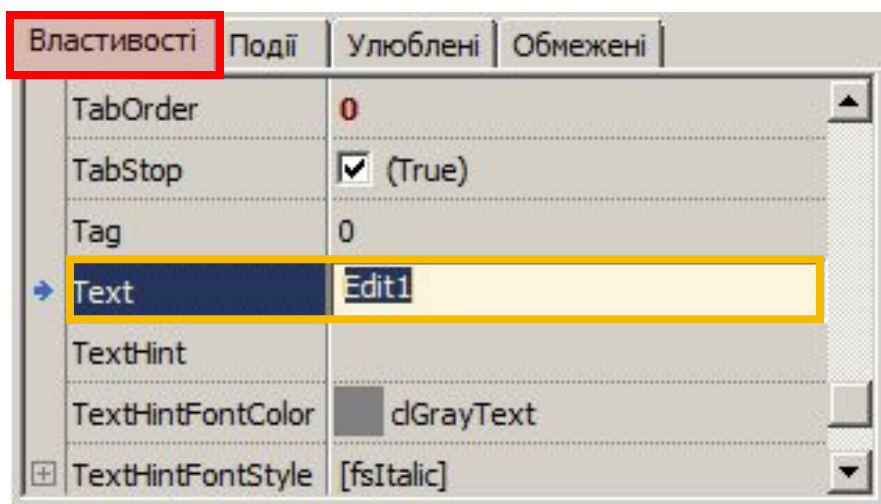 Властивості Події Улюблені Обмежені
TabOrder 0
TabStop (True)
Tag 0
Text Edit1
TextHint
TextHintFontColor clGrayText
TextHintFontStyle [fsItalic]